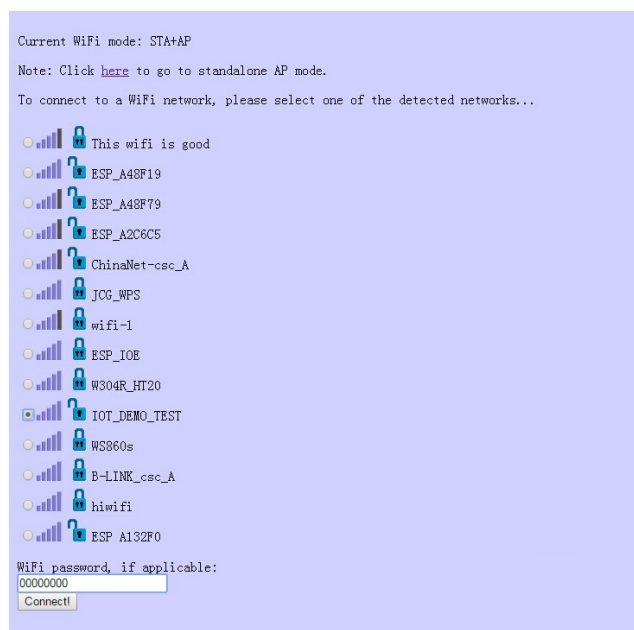 Current WiFi mode: STA+AP
Note: Click here to go to standalone AP mode.
To connect to a WiFi network, please select one of the detected networks...
This wifi is good
ESP_A48F19
ESP_A48F79
ESP_A2C6C5
ChinaNet-csc_A
JCG_WPS
wifi-1
ESP_IOE
W304R_HT20
IOT_DEMO_TEST
WS860s
B-LINK_csc_A
hiwifi
ESP A132F0
WiFi password, if applicable:
00000000
Connect!